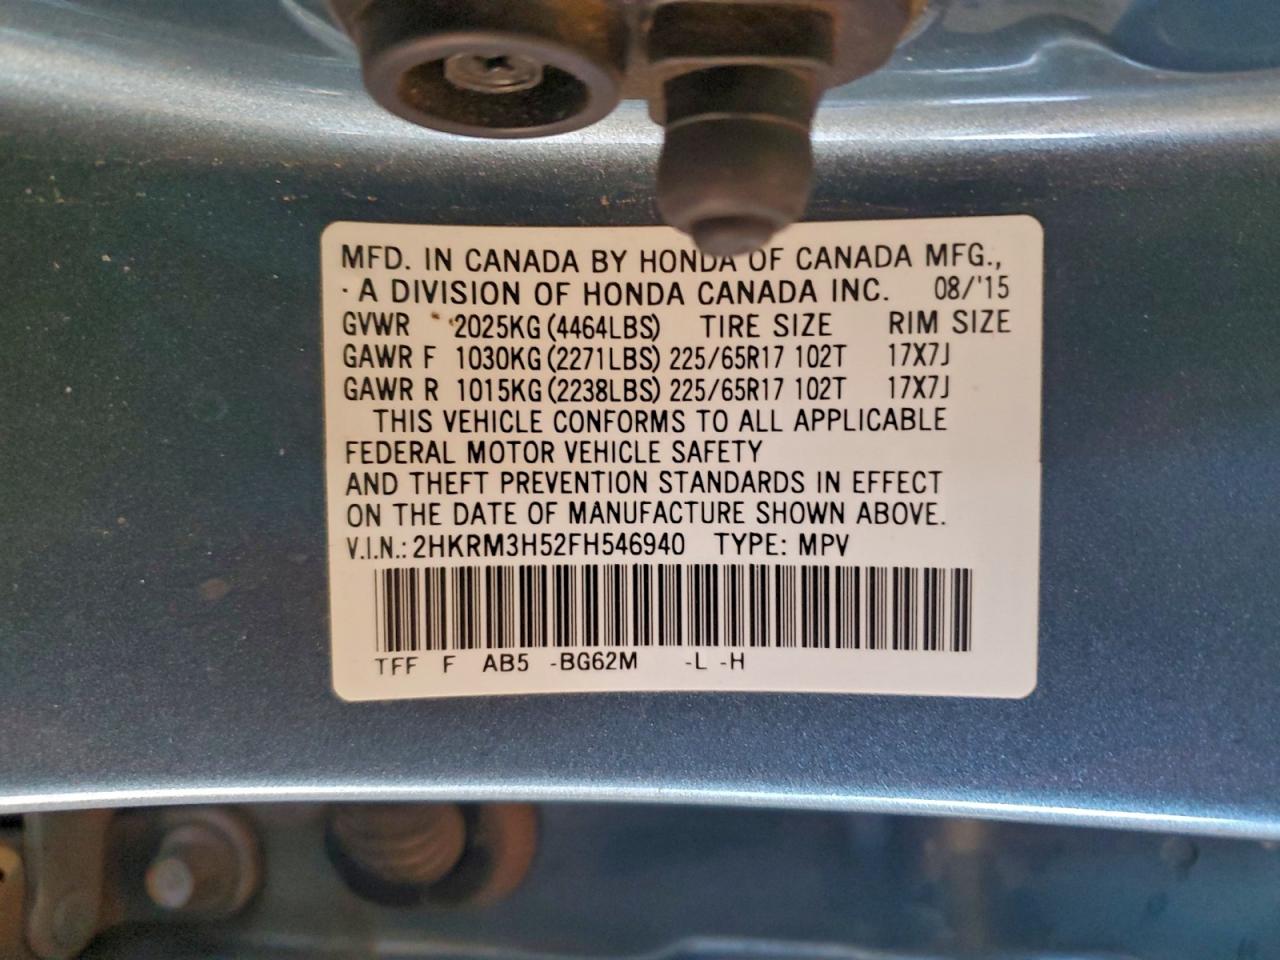 MFD. IN CANADA BY HONDA OF CANADA MFG.,
A DIVISION OF HONDA CANADA INC. 08/'15
GVWR 2025KG (4464LBS) TIRE SIZE RIM SIZE
GAWR F 1030KG (2271LBS) 225/65R17 102T 17X7J
GAWR R 1015KG (2238LBS) 225/65R17 102T 17X7J
THIS VEHICLE CONFORMS TO ALL APPLICABLE
FEDERAL MOTOR VEHICLE SAFETY
AND THEFT PREVENTION STANDARDS IN EFFECT
ON THE DATE OF MANUFACTURE SHOWN ABOVE.
V.I.N.: 2HKRM3H52FH546940 TYPE: MPV
TFF F AB5 -BG62M -L -H